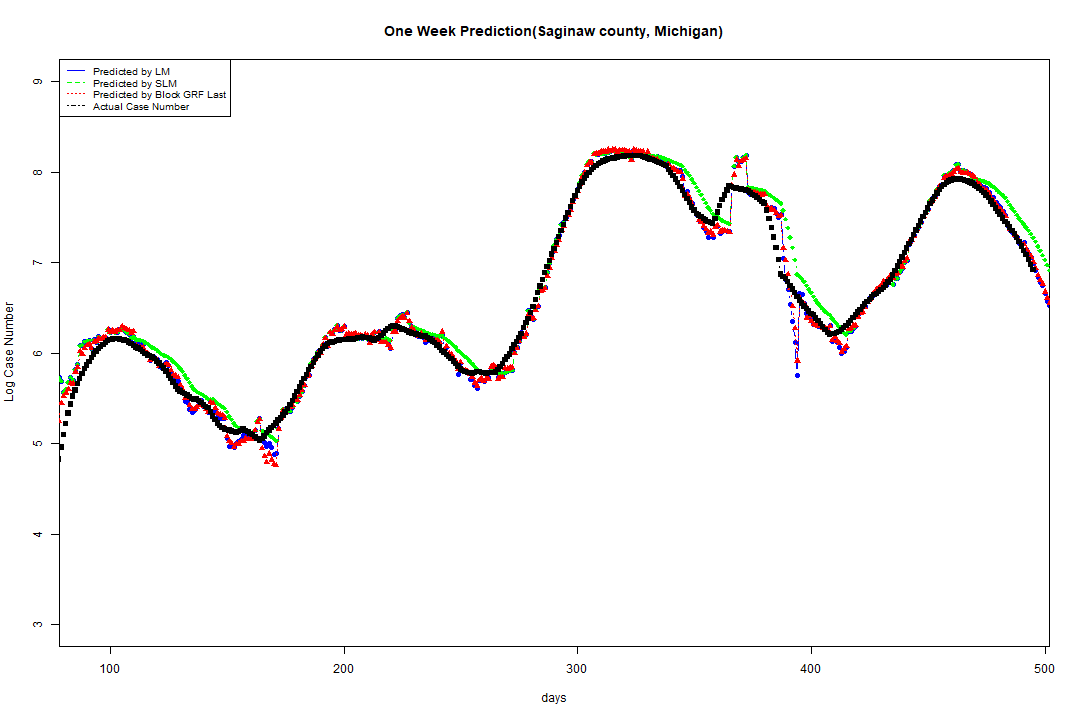 One Week Prediction(Saginaw county, Michigan)
Predicted by LM
Predicted by SLM
Predicted by Block GRF Last
Actual Case Number
Log Case Number
9
8
7
6
5
4
3
100 200 300 400 500
days